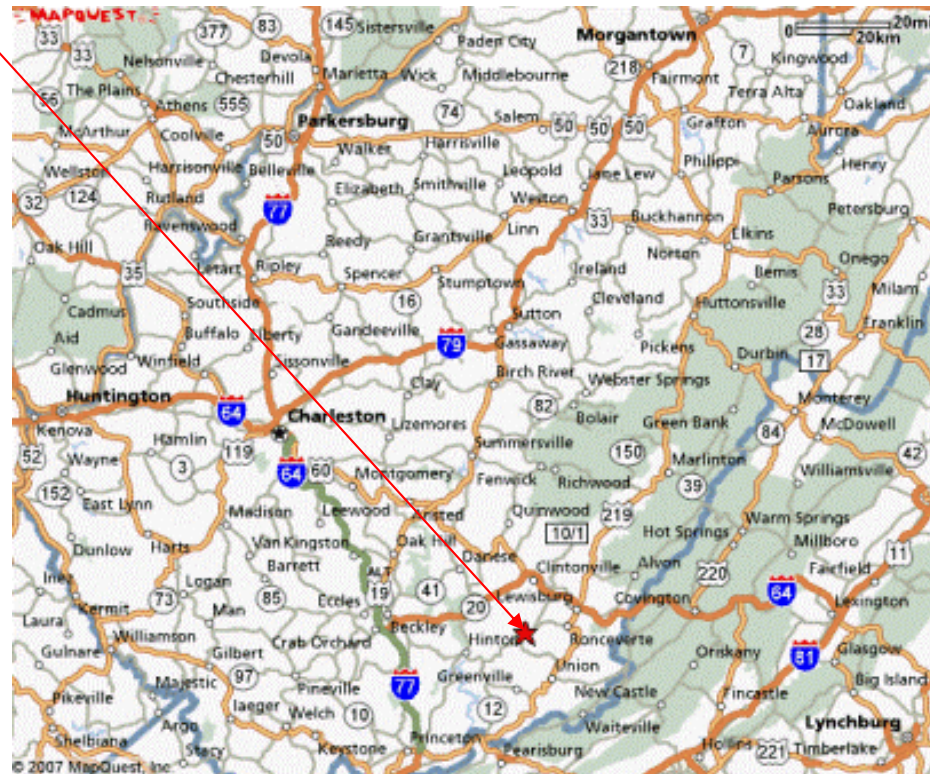 MAPQUEST
33 377 83 145 Sistersville Morgantown 20mi
Paden City 20km
33 Nelsonville Devola 7
Chesterhill Marietta Wick Middlebourne 218 Fairmont Kingwood
The Plains Terra Alta
56 Athens 555 74 Oakland
McArthur Coolville 50 Parkersburg Salem 50 50 50 Grafton Aurora
Wellston Harrisonville Belleville Walker Harrisville Leopold Philippi Henry
32 124 Rutland Elizabeth Smithville Jane Lew Parsons
77 Weston
Ravenswood Linn 33 Buckhannon Petersburg
Oak Hill Reedy Grantsville Elkins
Letart Ripley Spencer Ireland Norton Bemis Onego
35 Stumptown 33 Milam
Cadmus Southside 16 Cleveland Huttonsville
Buffalo Liberty Gandeeville Sutton 28 Franklin
Aid 79 Gassaway Pickens Durbin 17
Glenwood Winfield Sissonville
Clay Birch River Webster Springs
Huntington 64 82 Bolair Green Bank Monterey
Kenova Charleston Lizemores 84 McDowell
Hamlin 119 Summersville 150 42
52 Wayne 3 64 60 Montgomery Fenwick Richwood Marlinton Williamsville
152 39
East Lynn Madison Leewood Ansted Quinwood 219 Warm Springs
Dunlow Harts Van Kingston Oak Hill 10/1 Hot Springs Millboro 11
Barrett Danese Alvon 220
Inez Logan ALT Clintonville Fairfield
Kermit 73 85 Eccles 19 41 Lewisburg Covington 64 Lexington
Laura Man 20
Williamson Crab Orchard Beckley Hinton Ronceverte
Gulnare Gilbert Oriskany 81 Glasgow
97 Greenville Union
Majestic Pineville 77 New Castle Fincastle Big Island
Pikeville Iaeger Welch 10 12 Waiteville Lynchburg
Argo
Shelbiana Stacy Keystone Princeton Pearisburg Hollins 221 Timberlake
© 2007 MapQuest, Inc